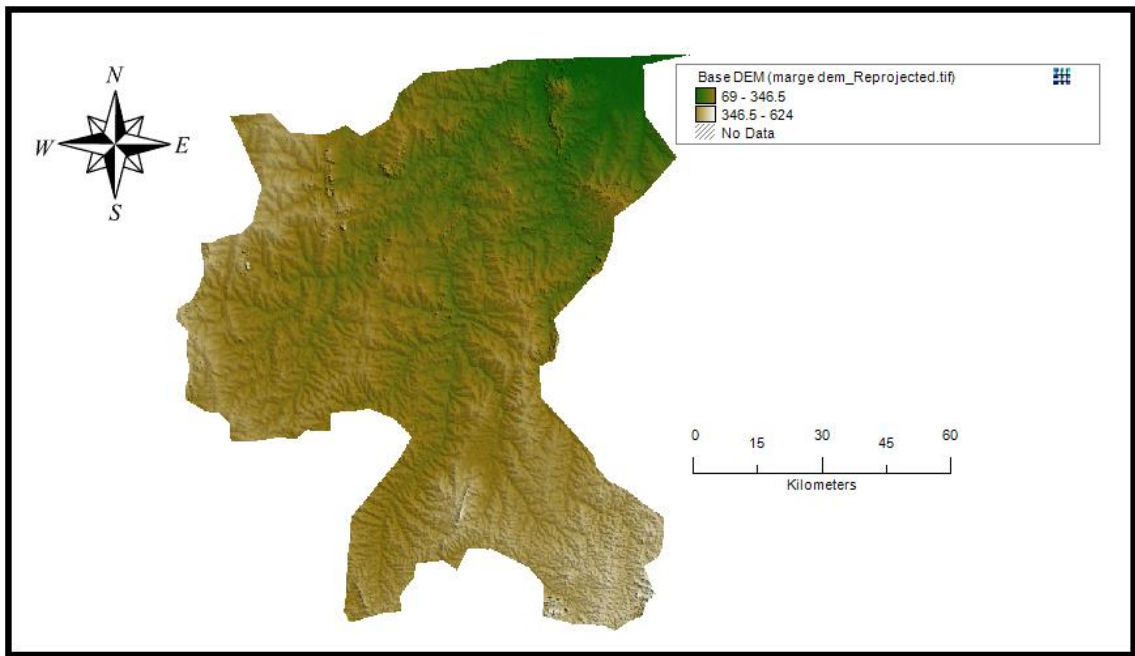 N
W E
S
Base DEM (marge dem_Reprojected.tif)
69 - 346.5
346.5 - 624
No Data
0 15 30 45 60
Kilometers